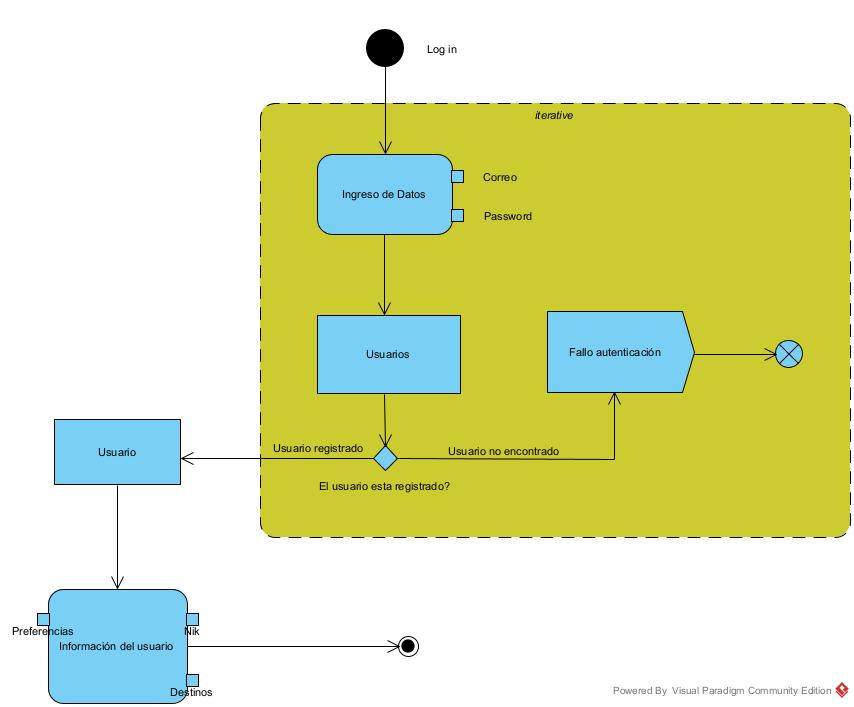 Log in
iterative
Ingreso de Datos
Correo
Password
Usuarios
Fallo autenticación
Usuario registrado
Usuario no encontrado
Usuario
El usuario esta registrado?
Preferencias
Nik
Información del usuario
Destinos
Powered By Visual Paradigm Community Edition